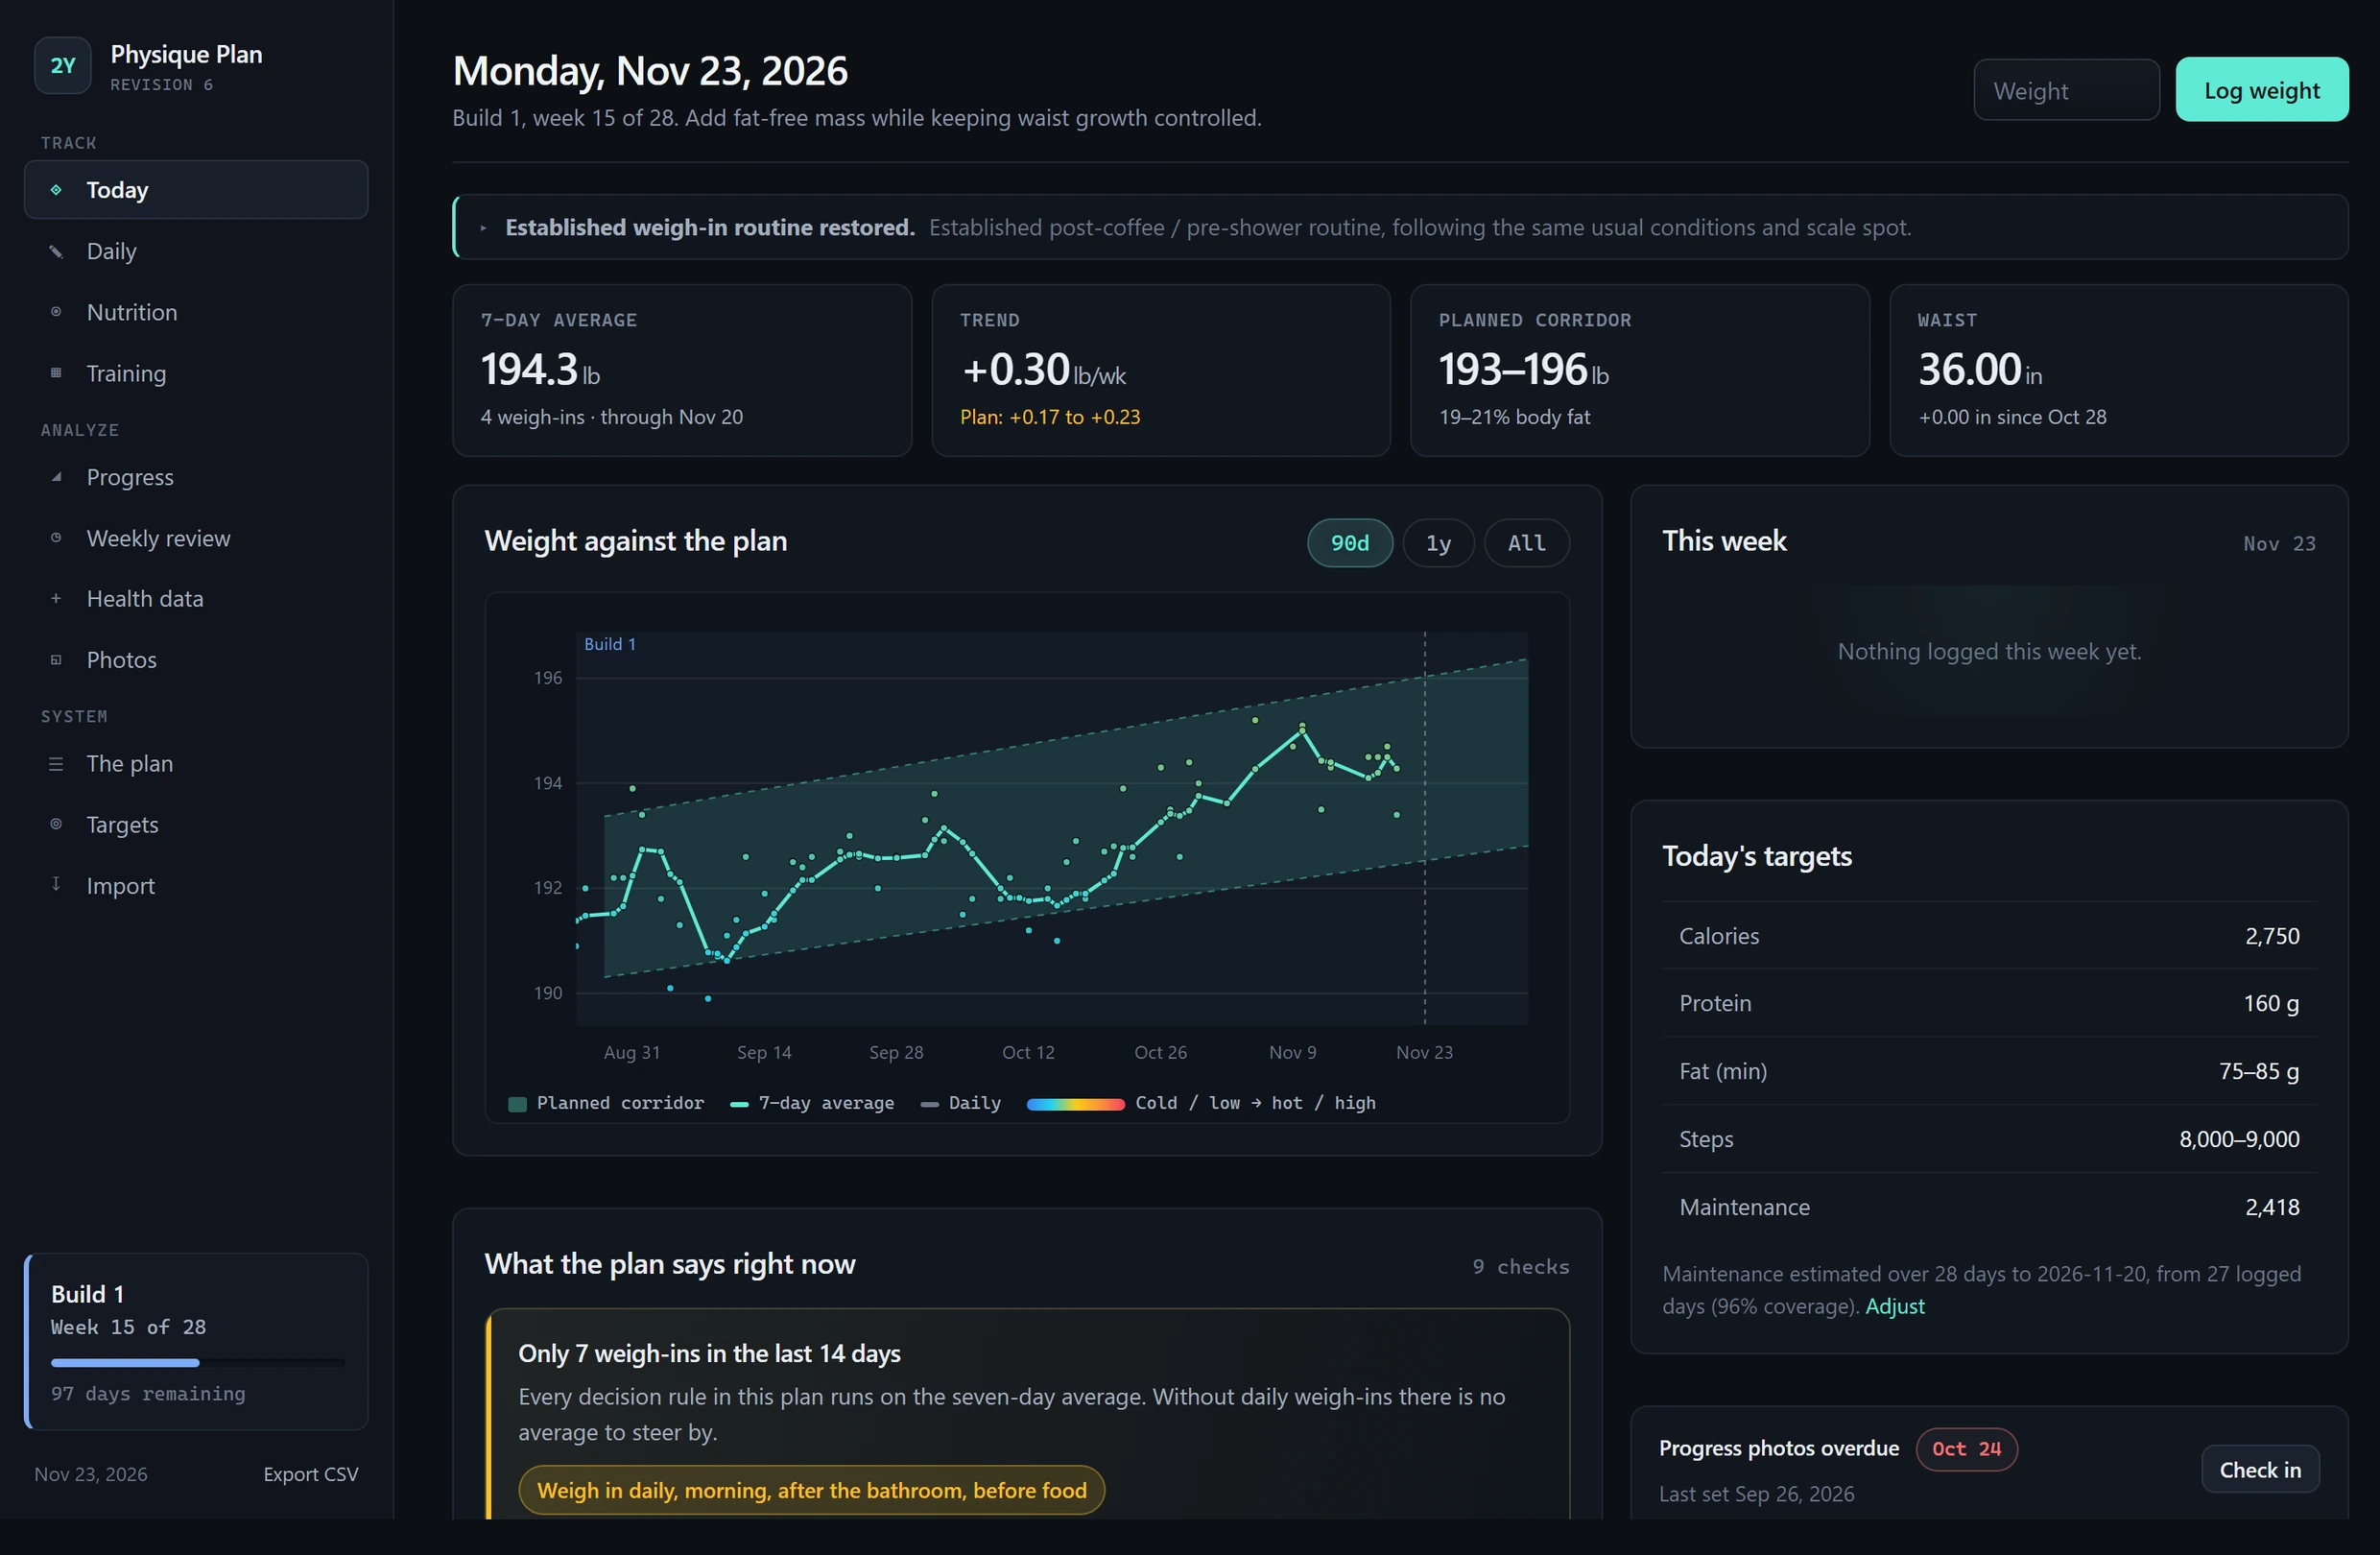 2Y
Physique Plan
REVISION 6
TRACK
Today
Daily
Nutrition
Training
ANALYZE
Progress
Weekly review
Health data
Photos
SYSTEM
The plan
Targets
Import
Build 1
Week 15 of 28
97 days remaining
Nov 23, 2026
Export CSV
Monday, Nov 23, 2026
Build 1, week 15 of 28. Add fat-free mass while keeping waist growth controlled.
Weight
Log weight
Established weigh-in routine restored. Established post-coffee / pre-shower routine, following the same usual conditions and scale spot.
7-DAY AVERAGE
194.3 lb
4 weigh-ins · through Nov 20
TREND
+0.30 lb/wk
Plan: +0.17 to +0.23
PLANNED CORRIDOR
193–196 lb
19–21% body fat
WAIST
36.00 in
+0.00 in since Oct 28
Weight against the plan
90d
1y
All
Build 1
196
194
192
190
Aug 31
Sep 14
Sep 28
Oct 12
Oct 26
Nov 9
Nov 23
Planned corridor
7-day average
Daily
Cold / low → hot / high
What the plan says right now
9 checks
Only 7 weigh-ins in the last 14 days
Every decision rule in this plan runs on the seven-day average. Without daily weigh-ins there is no
average to steer by.
Weigh in daily, morning, after the bathroom, before food
This week
Nov 23
Nothing logged this week yet.
Today's targets
Calories 2,750
Protein 160 g
Fat (min) 75–85 g
Steps 8,000–9,000
Maintenance 2,418
Maintenance estimated over 28 days to 2026-11-20, from 27 logged
days (96% coverage). Adjust
Progress photos overdue Oct 24
Last set Sep 26, 2026
Check in